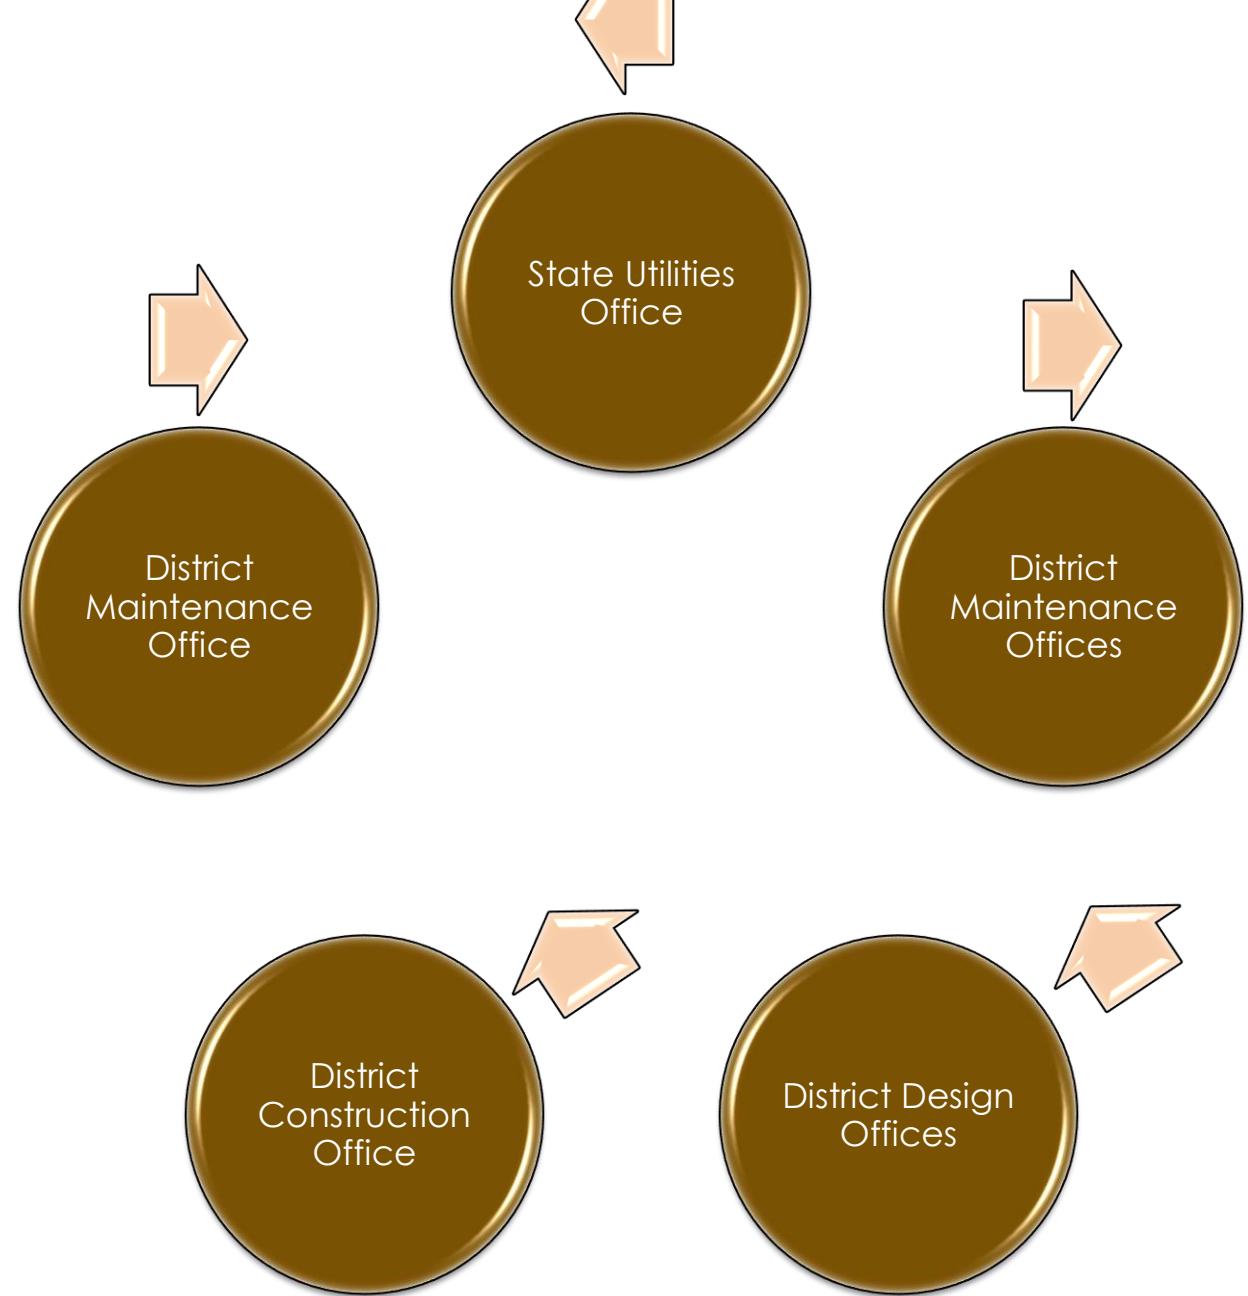 State Utilities
Office
District
Maintenance
Office
District
Maintenance
Offices
District
Construction
Office
District Design
Offices